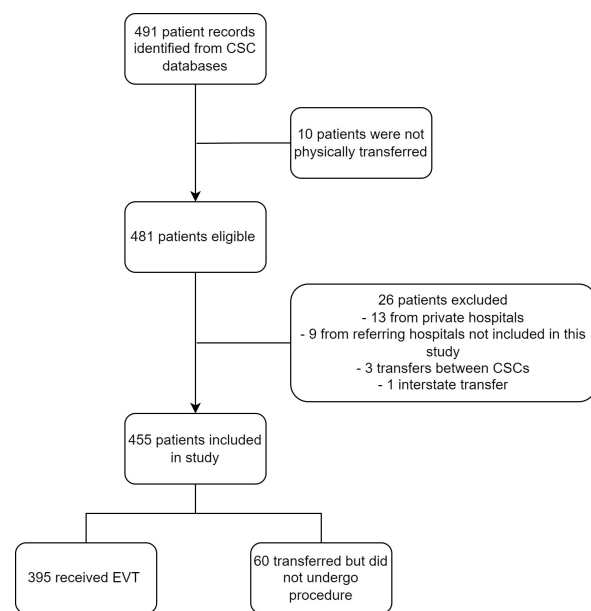 491 patient records
identified from CSC
databases
10 patients were not
physically transferred
481 patients eligible
26 patients excluded
- 13 from private hospitals
- 9 from referring hospitals not included in this
study
- 3 transfers between CSCs
- 1 interstate transfer
455 patients included
in study
395 received EVT
60 transferred but did
not undergo
procedure